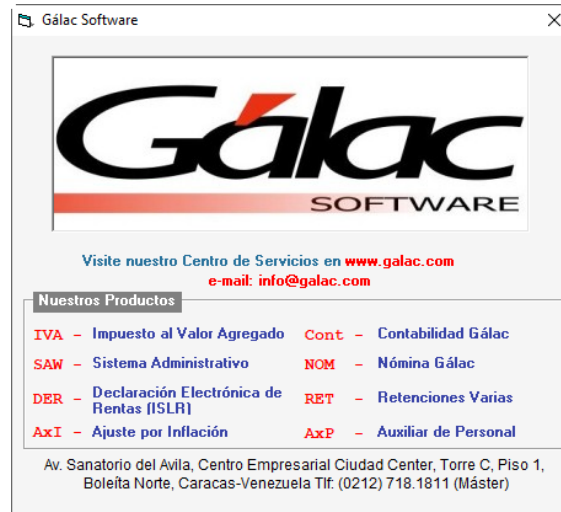 Gálac Software
Gálac
SOFTWARE
Visite nuestro Centro de Servicios en www.galac.com
e-mail: info@galac.com
Nuestros Productos
IVA - Impuesto al Valor Agregado Cont - Contabilidad Gálac
SAW - Sistema Administrativo NOM - Nómina Gálac
DER - Declaración Electrónica de RET - Retenciones Varias
Rentas (ISLR)
AxI - Ajuste por Inflación AxP - Auxiliar de Personal
Av. Sanatorio del Avila, Centro Empresarial Ciudad Center, Torre C, Piso 1,
Boleíta Norte, Caracas-Venezuela Tlf: (0212) 718.1811 (Máster)